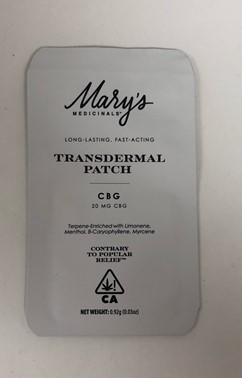 Mary's
MEDICINALS®
LONG-LASTING, FAST-ACTING
TRANSDERMAL
PATCH
CBG
20 MG CBG
Terpene-Enriched with Limonene,
Menthol, B-Caryophyllene, Myrcene
CONTRARY
TO POPULAR
RELIEF™
CA
NET WEIGHT: 0.92g (0.03oz)